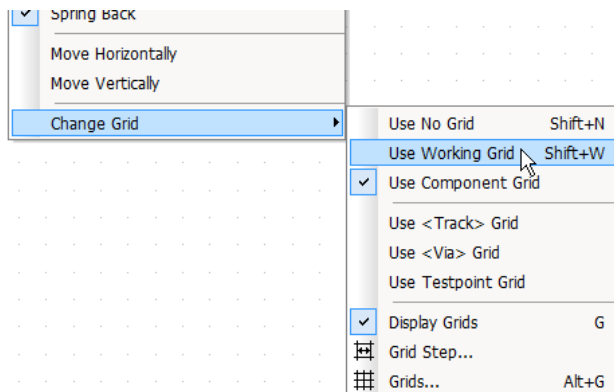 Spring Back
Move Horizontally
Move Vertically
Change Grid
Use No Grid Shift+N
Use Working Grid Shift+W
Use Component Grid
Use <Track> Grid
Use <Via> Grid
Use Testpoint Grid
Display Grids G
Grid Step...
Grids... Alt+G